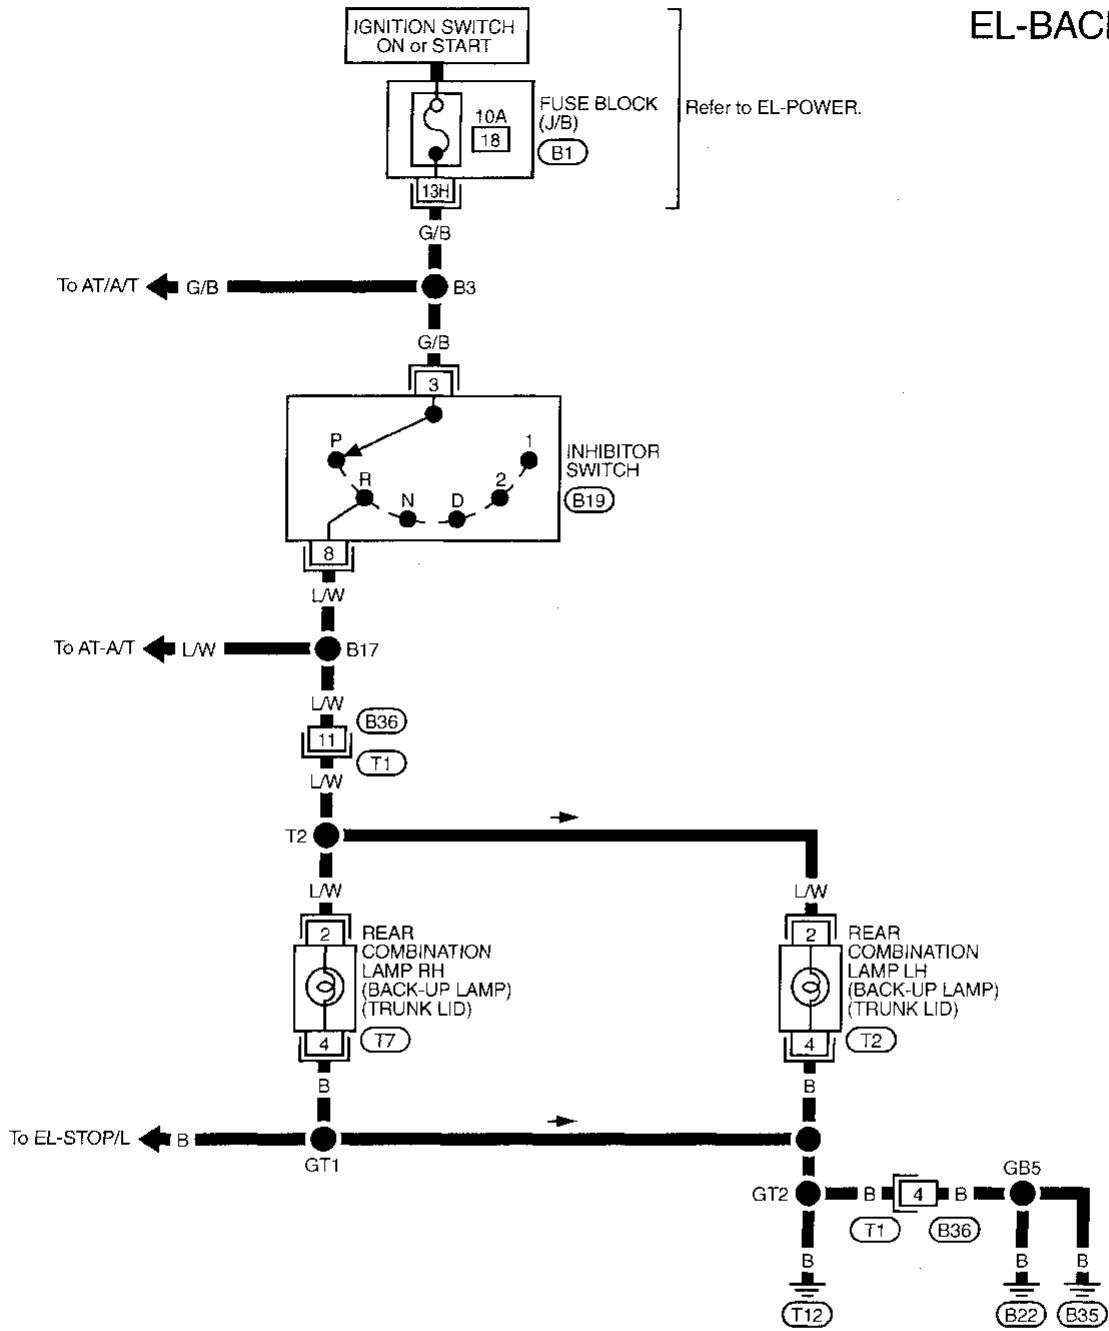 EL-BAC
IGNITION SWITCH
ON or START
FUSE BLOCK
(J/B)
10A
18
B1
Refer to EL-POWER.
13H
G/B
To AT/A/T
G/B
B3
G/B
3
P
R
N
D
2
1
INHIBITOR
SWITCH
B19
8
L/W
To AT-A/T
L/W
B17
L/W
B36
11
T1
L/W
T2
L/W
L/W
2
REAR
COMBINATION
LAMP RH
(BACK-UP LAMP)
(TRUNK LID)
4
T7
2
REAR
COMBINATION
LAMP LH
(BACK-UP LAMP)
(TRUNK LID)
4
T2
B
B
To EL-STOP/L
B
GT1
GT2
B
4
B
GB5
T1
B36
B
B
B
T12
B22
B35